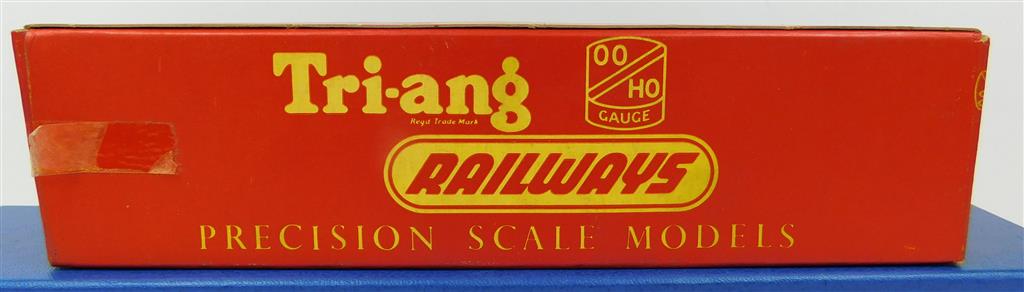 Tri-ang
Regd Trade Mark
OO/HO
GAUGE
RAILWAYS
PRECISION SCALE MODELS